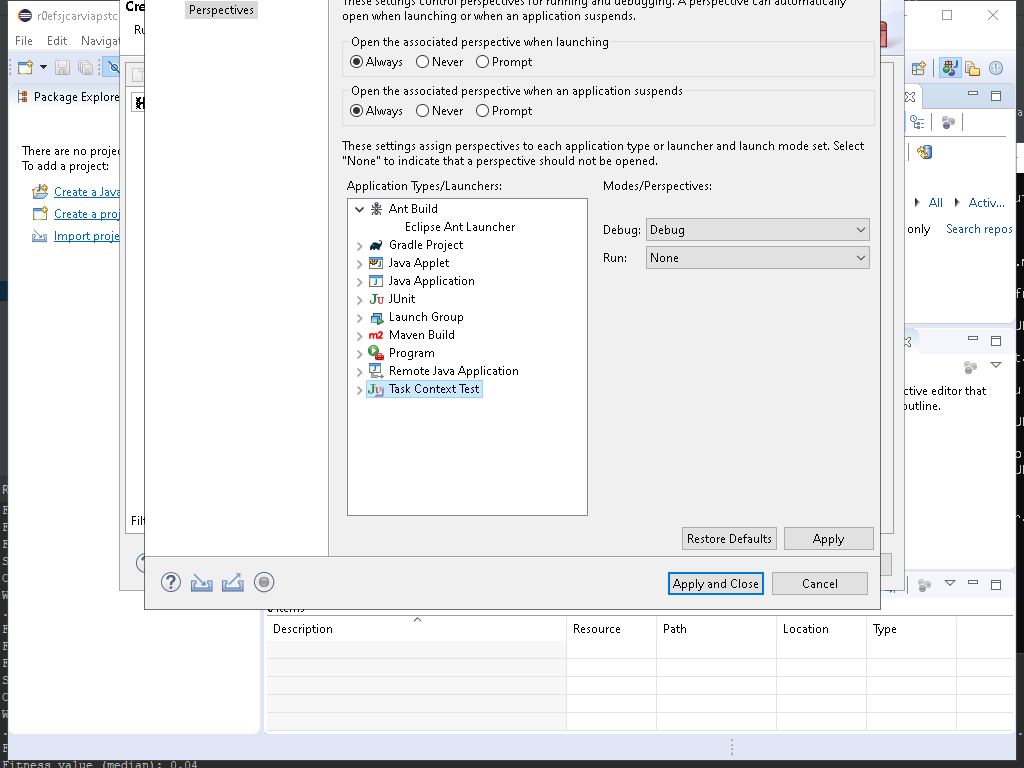 r0efsjcarviapstc
File Edit Naviga
Cre
Ru
Perspectives
These settings control perspectives for running and debugging. A perspective can automatically
open when launching or when an application suspends.
Open the associated perspective when launching
Always Never Prompt
Open the associated perspective when an application suspends
Always Never Prompt
These settings assign perspectives to each application type or launcher and launch mode set. Select
"None" to indicate that a perspective should not be opened.
Application Types/Launchers:
Modes/Perspectives:
Ant Build
Eclipse Ant Launcher
Gradle Project
Java Applet
Java Application
JUnit
Launch Group
Maven Build
Program
Remote Java Application
Task Context Test
Debug: Debug
Run: None
Restore Defaults
Apply
Apply and Close
Cancel
Package Explore
There are no projec
To add a project:
Create a Java
Create a proj
Import proje
Filt
All
Activ...
only Search repos
ctive editor that
outline.
Description
Resource
Path
Location
Type
Fitness value (median): 0.04